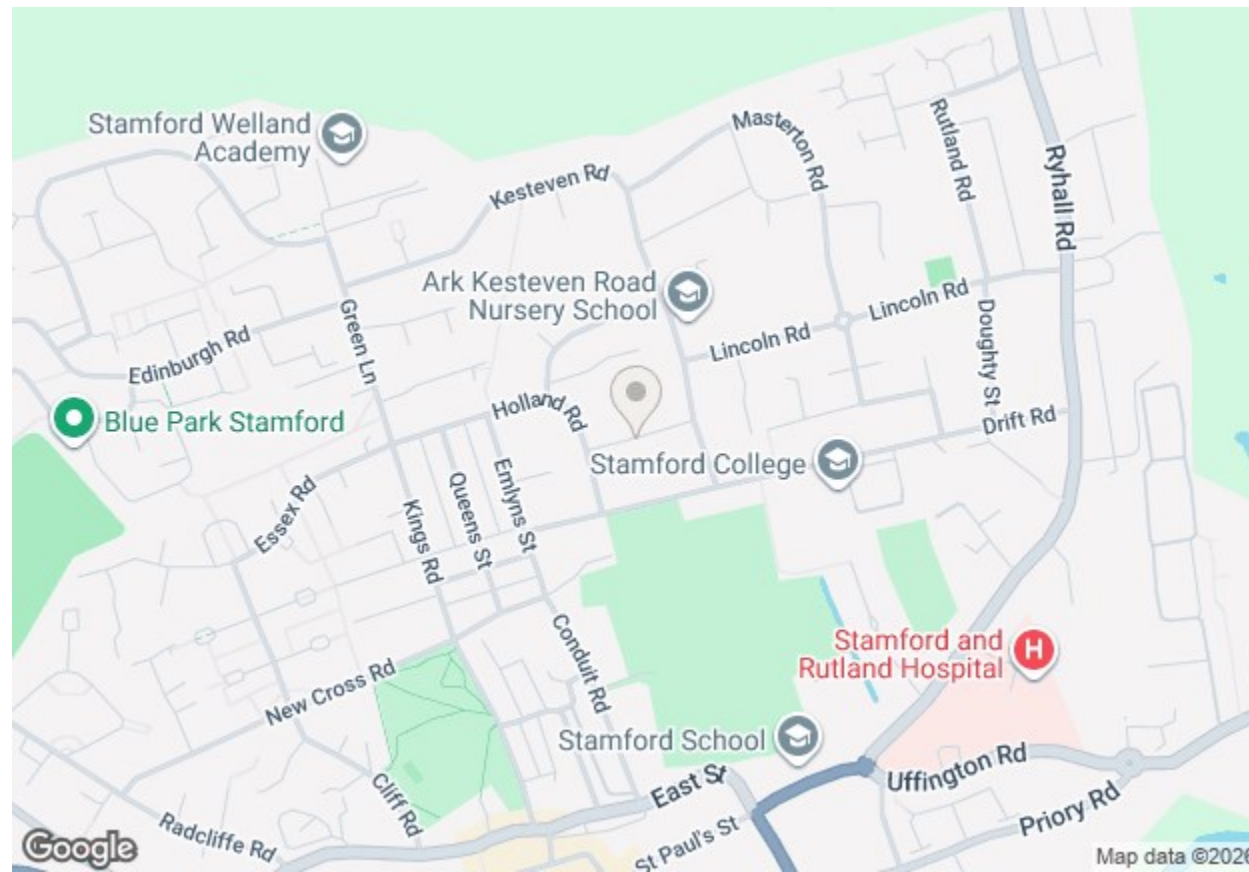 Stamford Welland
Academy
Masterton Rd
Rutland Rd
Ryhall Rd
Kesteven Rd
Ark Kesteven Road
Nursery School
Lincoln Rd
Lincoln Rd
Green Ln
Edinburgh Rd
Doughty St
Blue Park Stamford
Holland Rd
Drift Rd
Stamford College
Essex Rd
Kings Rd
Queens St
Emlyns St
Stamford and
Rutland Hospital
H
Conduit Rd
New Cross Rd
Stamford School
Uffington Rd
East St
Cliff Rd
Priory Rd
Radcliffe Rd
St Paul's St
Google
Map data ©2026